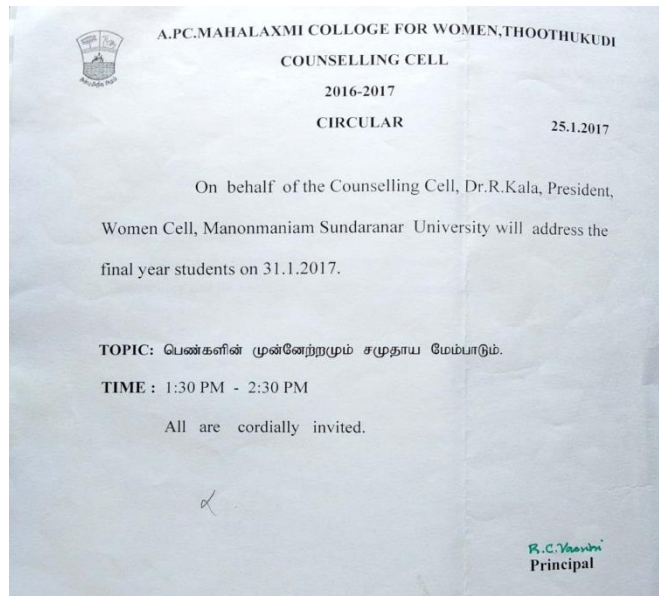 A.PC.MAHALAXMI COLLOGE FOR WOMEN,THOOTHUKUDI
COUNSELLING CELL
2016-2017
CIRCULAR
25.1.2017
On behalf of the Counselling Cell, Dr.R.Kala, President,
Women Cell, Manonmaniam Sundaranar University will address the
final year students on 31.1.2017.
TOPIC: பெண்களின் முன்னேற்றமும் சமுதாய மேம்பாடும்.
TIME : 1:30 PM - 2:30 PM
All are cordially invited.
R.C.
Principal